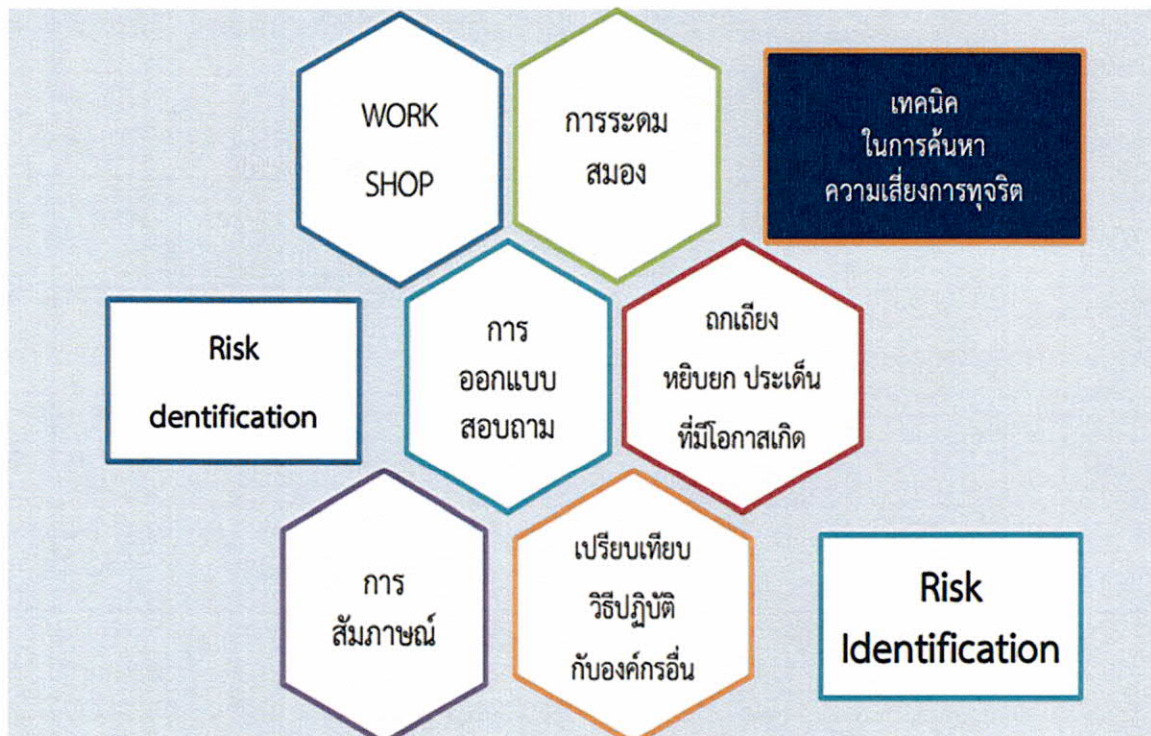 WORK
SHOP
การระดม
สมอง
เทคนิค
ในการค้นหา
ความเสี่ยงการทุจริต
Risk
dentification
การ
ออกแบบ
สอบถาม
ถกเถียง
หยิบยก ประเด็น
ที่มีโอกาสเกิด
การ
สัมภาษณ์
เปรียบเทียบ
วิธีปฏิบัติ
กับองค์กรอื่น
Risk
Identification